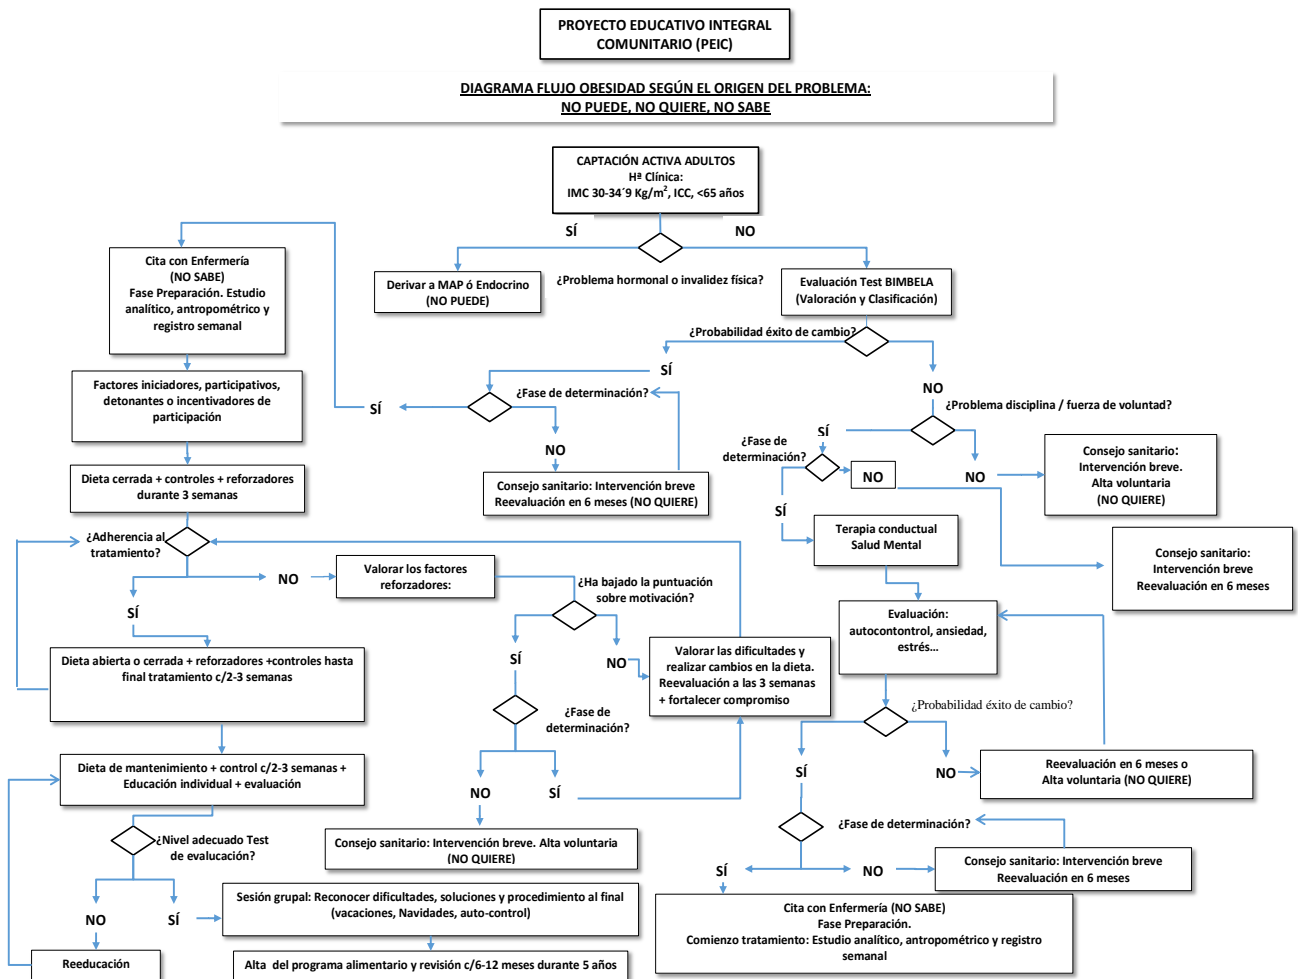 PROYECTO EDUCATIVO INTEGRAL
COMUNITARIO (PEIC)
DIAGRAMA FLUJO OBESIDAD SEGÚN EL ORIGEN DEL PROBLEMA:
NO PUEDE, NO QUIERE, NO SABE
CAPTACIÓN ACTIVA ADULTOS
Hª Clínica:
IMC 30-34´9 Kg/m², ICC, <65 años
SÍ
NO
¿Problema hormonal o invalidez física?
Derivar a MAP ó Endocrino
(NO PUEDE)
Evaluación Test BIMBELA
(Valoración y Clasificación)
Cita con Enfermería
(NO SABE)
Fase Preparación. Estudio
analítico, antropométrico y
registro semanal
¿Probabilidad éxito de cambio?
SÍ
NO
¿Fase de determinación?
SÍ
NO
Consejo sanitario: Intervención breve
Reevaluación en 6 meses (NO QUIERE)
¿Problema disciplina / fuerza de voluntad?
SÍ
NO
Consejo sanitario:
Intervención breve.
Alta voluntaria
(NO QUIERE)
¿Fase de
determinación?
NO
SÍ
Consejo sanitario:
Intervención breve
Reevaluación en 6 meses
Terapia conductual
Salud Mental
Evaluación:
autocontontrol, ansiedad,
estrés...
¿Probabilidad éxito de cambio?
SÍ
NO
Reevaluación en 6 meses o
Alta voluntaria (NO QUIERE)
¿Fase de determinación?
SÍ
NO
Consejo sanitario: Intervención breve
Reevaluación en 6 meses
Cita con Enfermería (NO SABE)
Fase Preparación.
Comienzo tratamiento: Estudio analítico, antropométrico y registro
semanal
Factores iniciadores, participativos,
detonantes o incentivadores de
participación
Dieta cerrada + controles + reforzadores
durante 3 semanas
¿Adherencia al
tratamiento?
SÍ
NO
Valorar los factores
reforzadores:
¿Ha bajado la puntuación
sobre motivación?
SÍ
NO
Valorar las dificultades y
realizar cambios en la dieta.
Reevaluación a las 3 semanas
+ fortalecer compromiso
¿Fase de
determinación?
NO
SÍ
Consejo sanitario: Intervención breve. Alta voluntaria
(NO QUIERE)
Dieta abierta o cerrada + reforzadores +controles hasta
final tratamiento c/2-3 semanas
Dieta de mantenimiento + control c/2-3 semanas +
Educación individual + evaluación
¿Nivel adecuado Test
de evalucación?
NO
SÍ
Reeducación
Sesión grupal: Reconocer dificultades, soluciones y procedimiento al final
(vacaciones, Navidades, auto-control)
Alta del programa alimentario y revisión c/6-12 meses durante 5 años